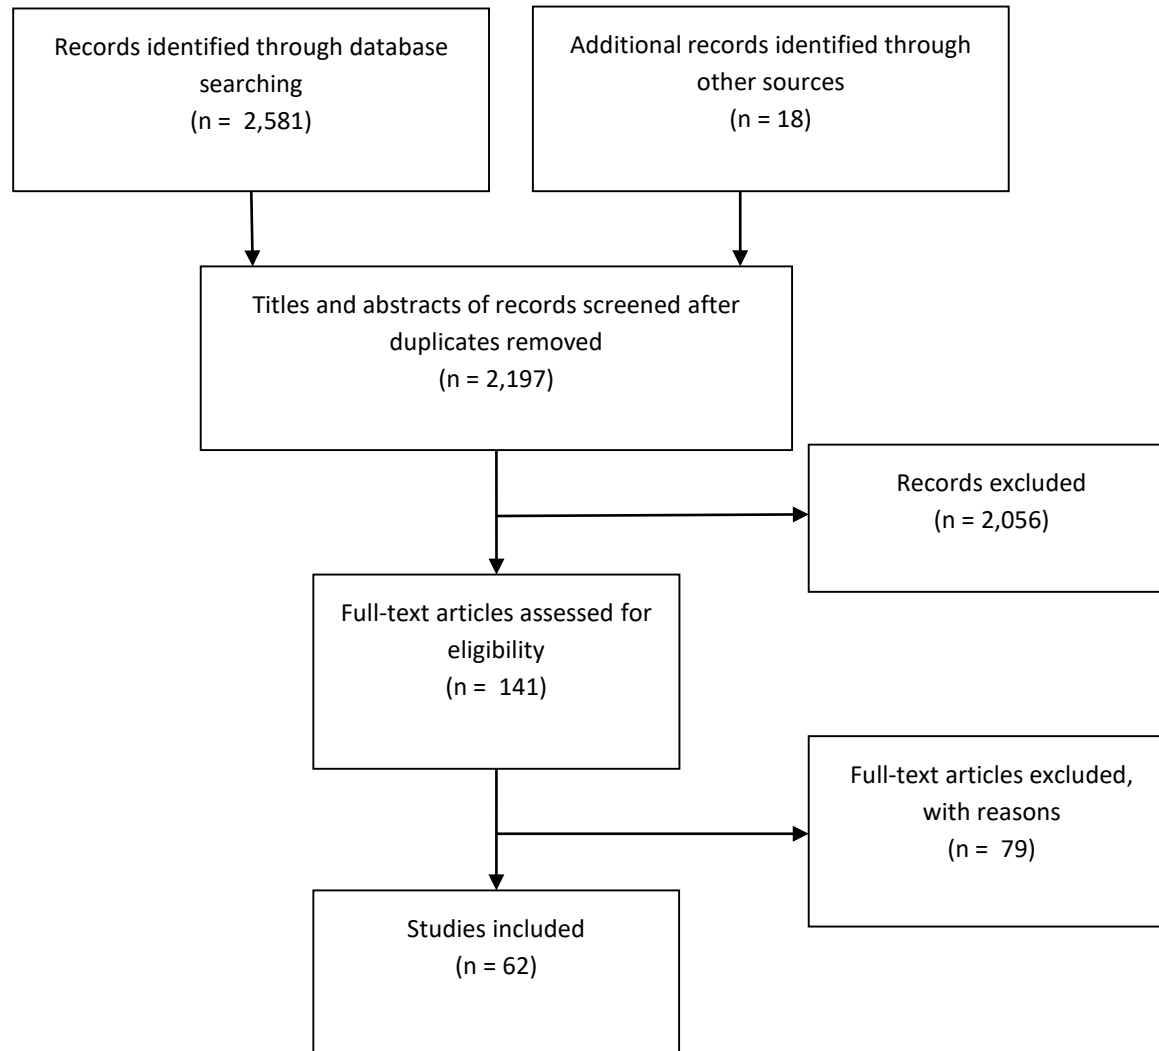 Records identified through database
searching
(n =  2,581)
Additional records identified through
other sources
(n = 18)
Titles and abstracts of records screened after
duplicates removed
(n = 2,197)
Records excluded
(n = 2,056)
Full-text articles assessed for
eligibility
(n =  141)
Full-text articles excluded,
with reasons
(n =  79)
Studies included
(n = 62)